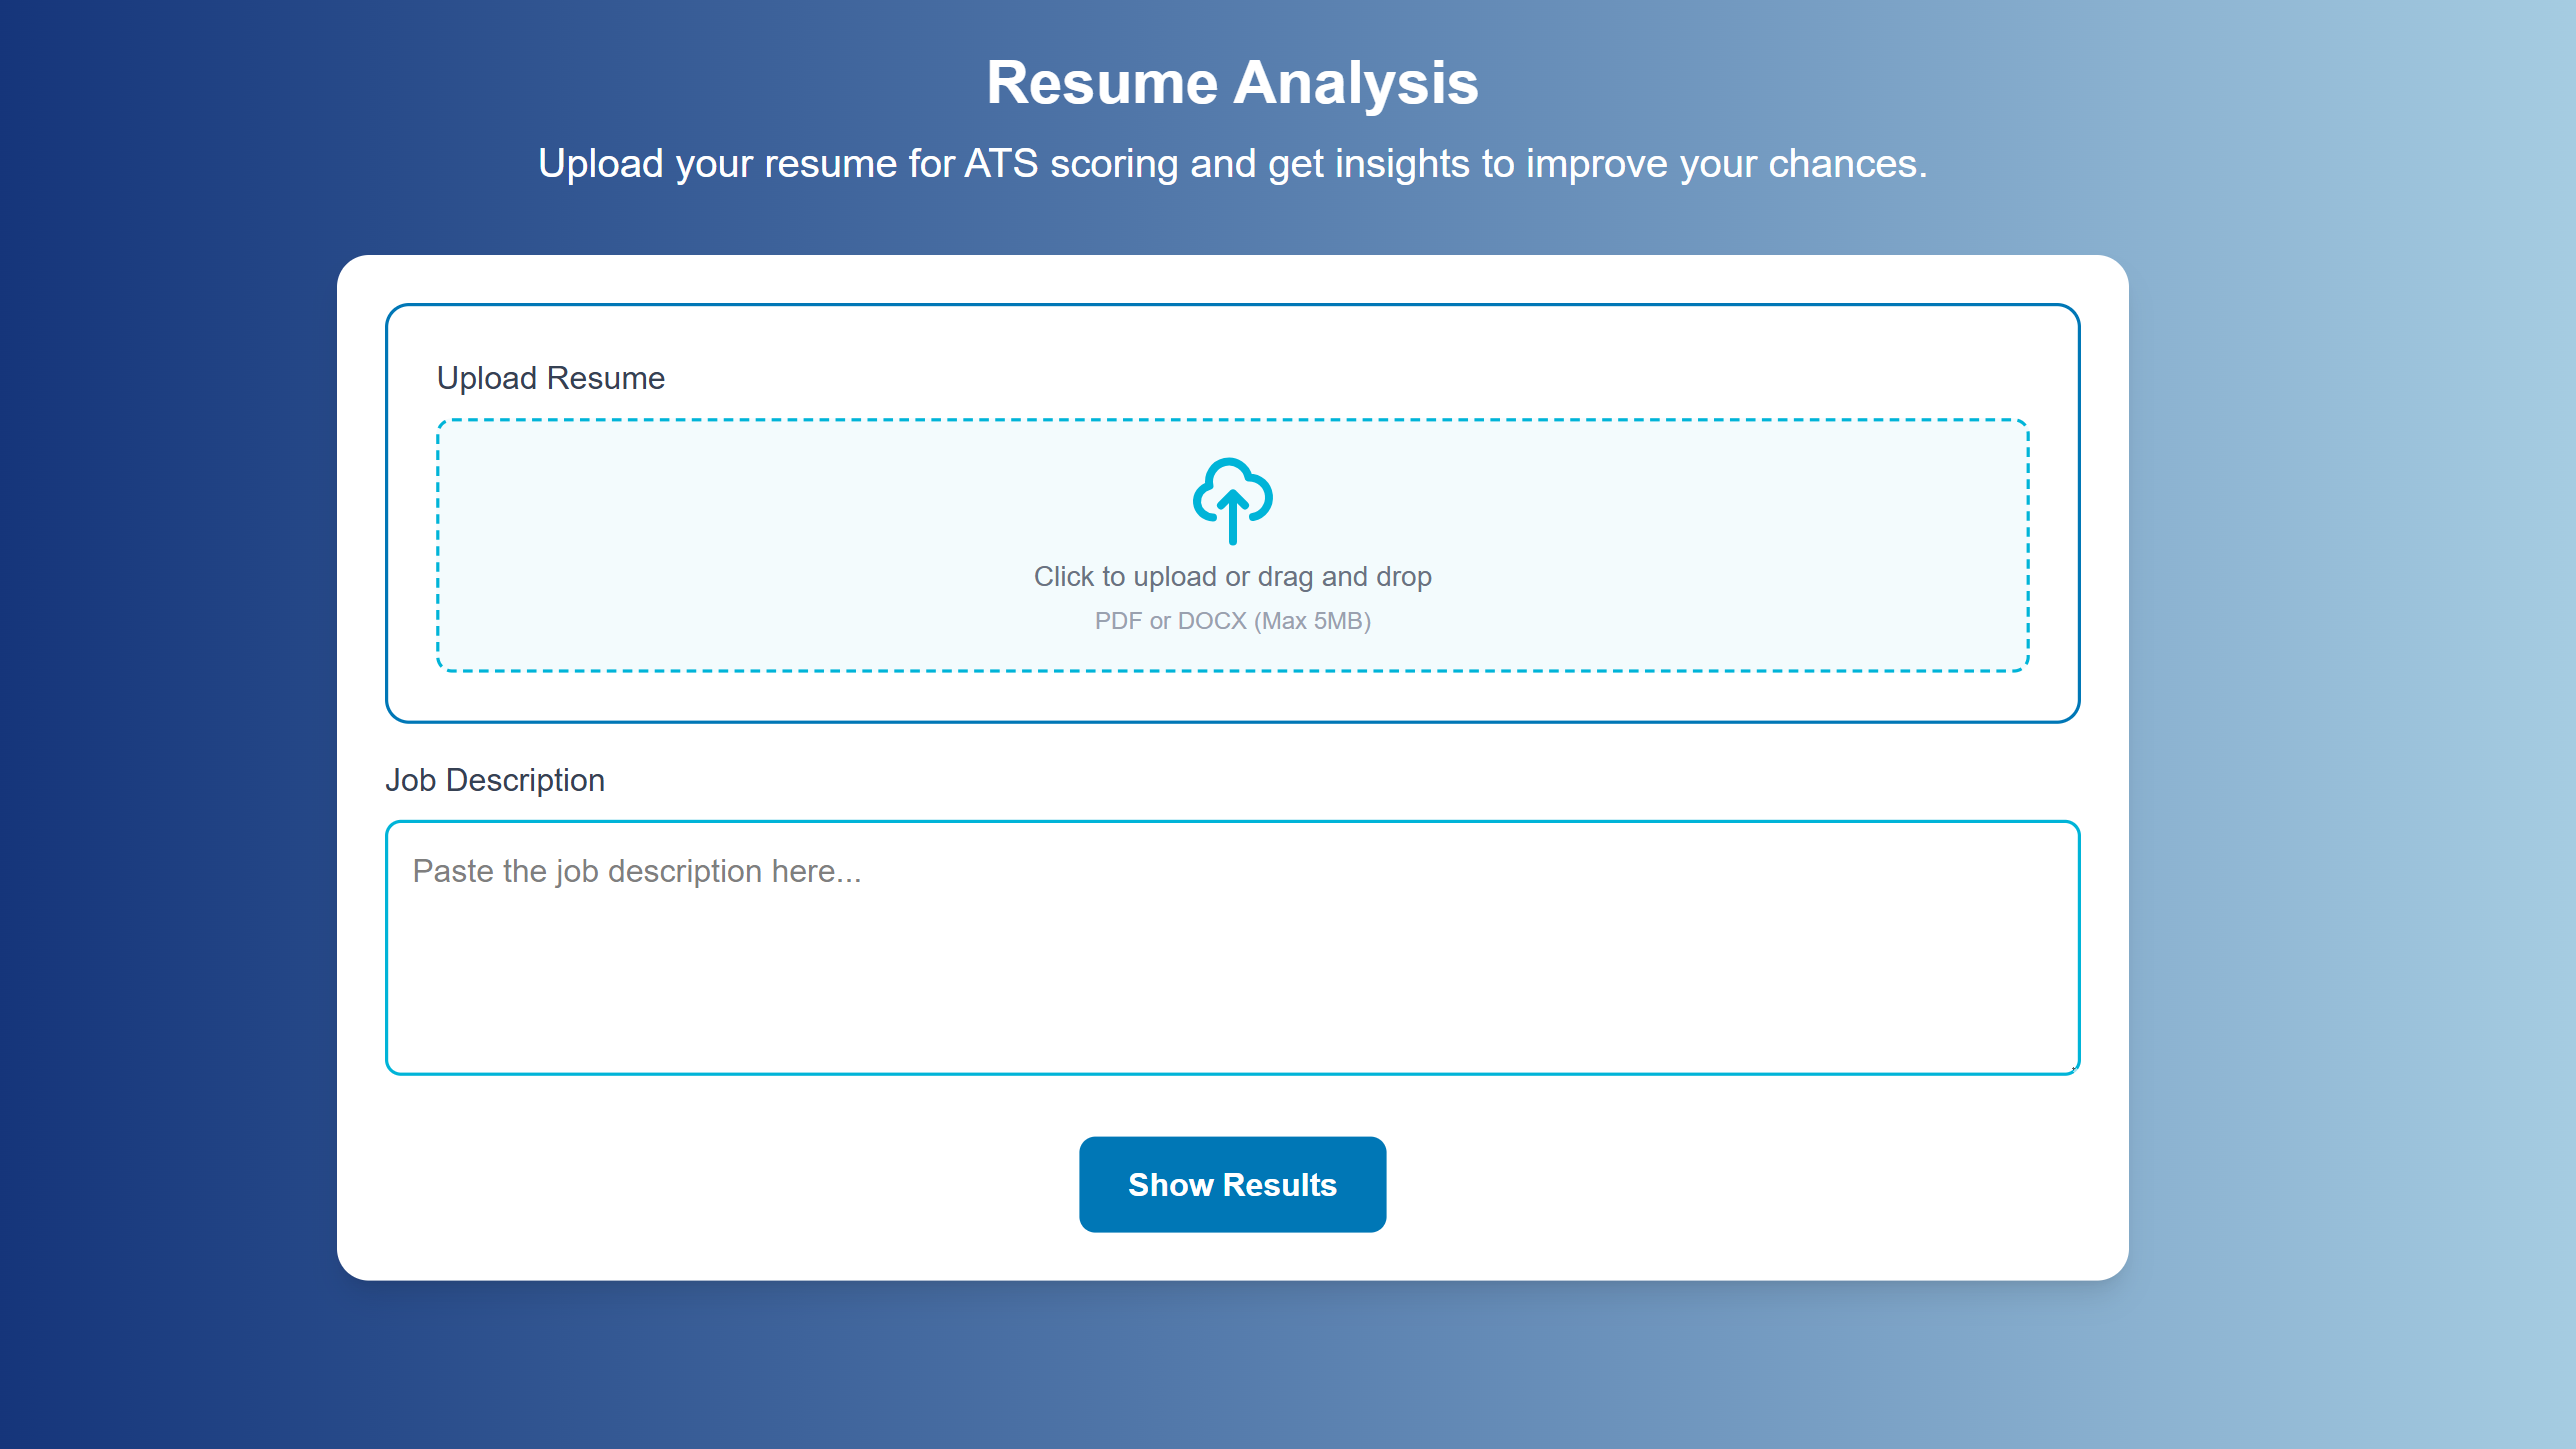 Resume Analysis
Upload your resume for ATS scoring and get insights to improve your chances.
Upload Resume
Click to upload or drag and drop
PDF or DOCX (Max 5MB)
Job Description
Paste the job description here...
Show Results